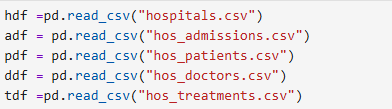 hdf =pd.read_csv("hospitals.csv")
adf = pd.read_csv("hos_admissions.csv")
pdf = pd.read_csv("hos_patients.csv")
ddf = pd.read_csv("hos_doctors.csv")
tdf =pd.read_csv("hos_treatments.csv")